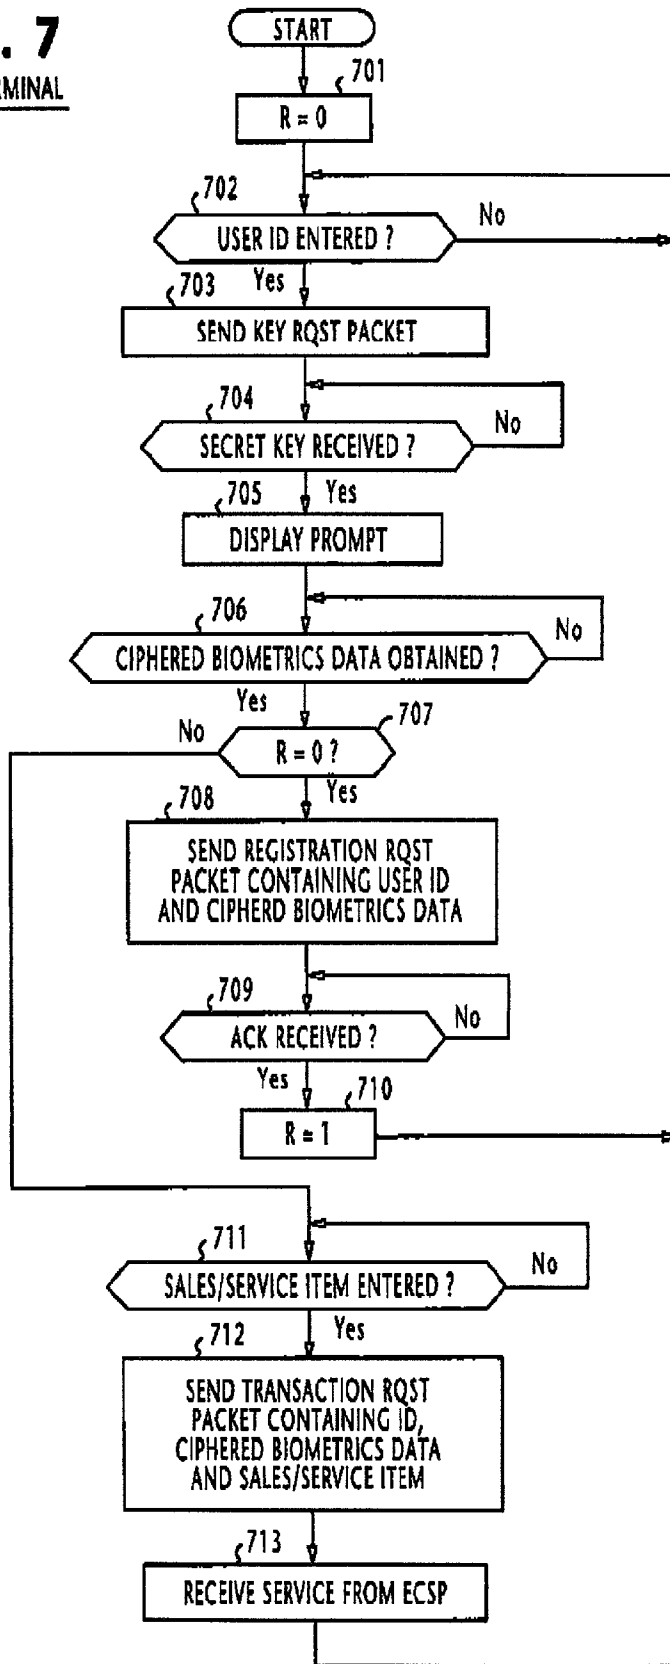 . 7
RMINAL
START
701
R = 0
702
USER ID ENTERED ?
No
Yes
703
SEND KEY RQST PACKET
704
SECRET KEY RECEIVED ?
No
Yes
705
DISPLAY PROMPT
706
CIPHERED BIOMETRICS DATA OBTAINED ?
No
Yes
707
R = 0 ?
No
Yes
708
SEND REGISTRATION RQST
PACKET CONTAINING USER ID
AND CIPHERD BIOMETRICS DATA
709
ACK RECEIVED ?
No
Yes
710
R = 1
711
SALES/SERVICE ITEM ENTERED ?
No
Yes
712
SEND TRANSACTION RQST
PACKET CONTAINING ID,
CIPHERED BIOMETRICS DATA
AND SALES/SERVICE ITEM
713
RECEIVE SERVICE FROM ECSP